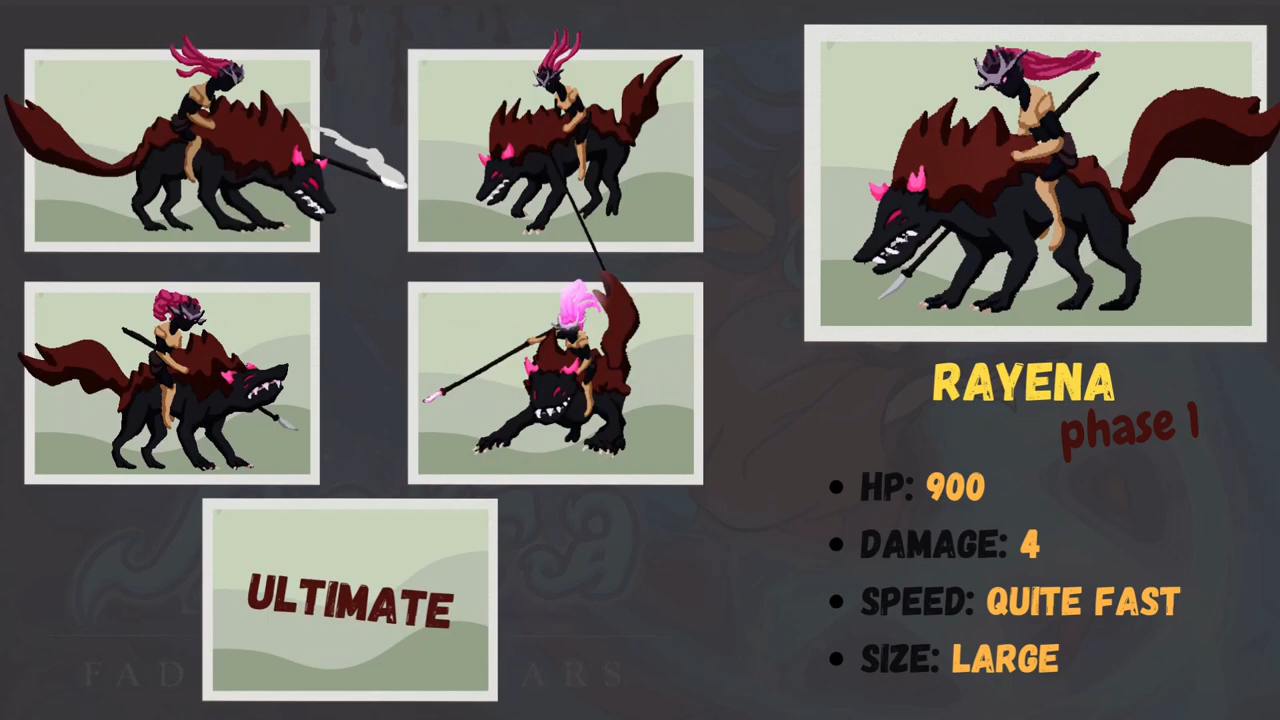 RAYENA
phase 1
• HP: 900
• DAMAGE: 4
• SPEED: QUITE FAST
• SIZE: LARGE
ULTIMATE